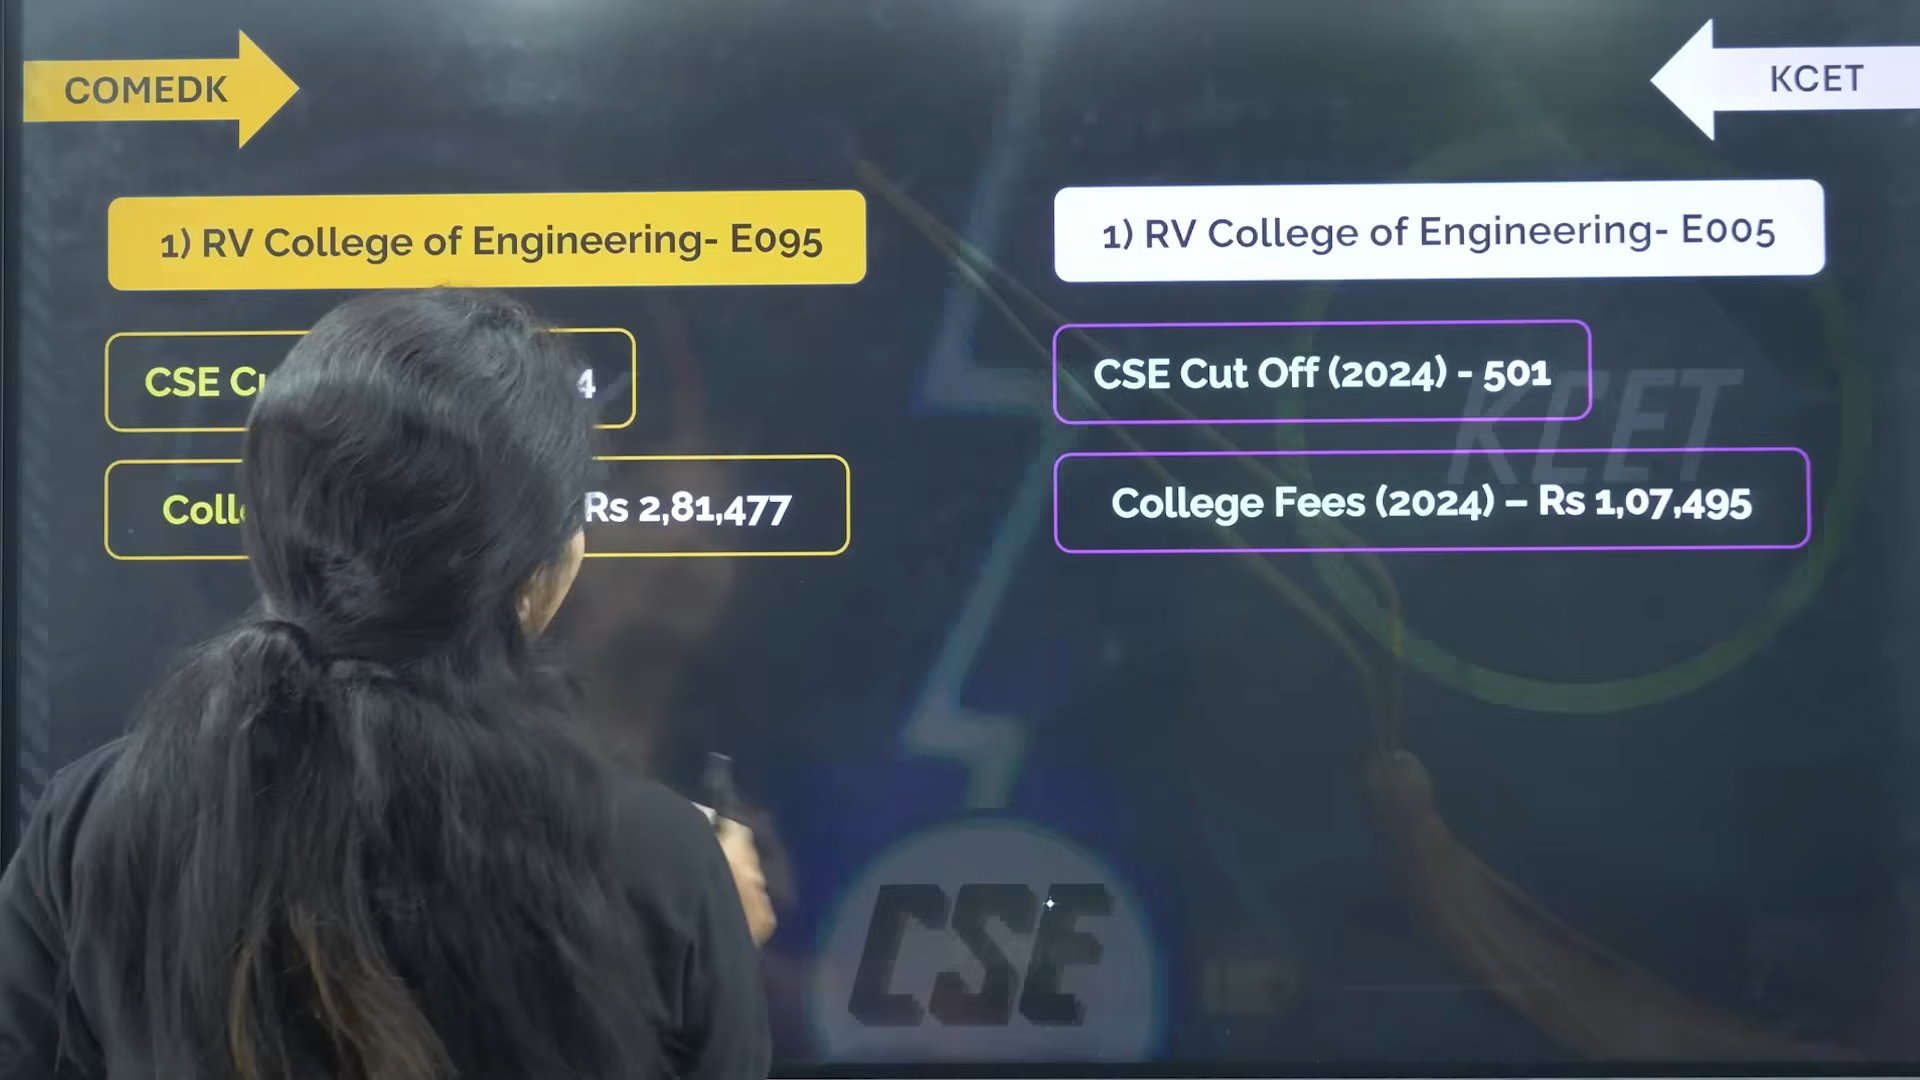 COMEDK
KCET
1) RV College of Engineering- E095
1) RV College of Engineering- E005
CSE
4
CSE Cut Off (2024) - 501
Rs 2,81,477
College Fees (2024) – Rs 1,07,495
KCET
CSE